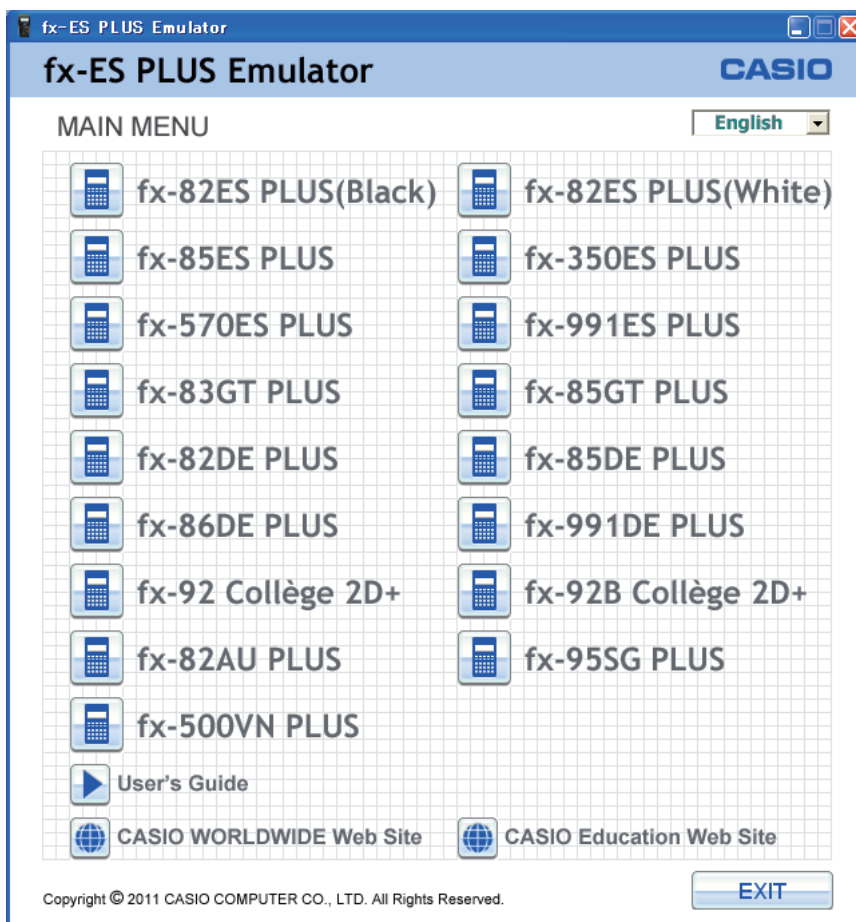 fx-ES PLUS Emulator
fx-ES PLUS Emulator CASIO
MAIN MENU English
fx-82ES PLUS(Black) fx-82ES PLUS(White)
fx-85ES PLUS fx-350ES PLUS
fx-570ES PLUS fx-991ES PLUS
fx-83GT PLUS fx-85GT PLUS
fx-82DE PLUS fx-85DE PLUS
fx-86DE PLUS fx-991DE PLUS
fx-92 Collège 2D+ fx-92B Collège 2D+
fx-82AU PLUS fx-95SG PLUS
fx-500VN PLUS
User's Guide
CASIO WORLDWIDE Web Site CASIO Education Web Site
Copyright © 2011 CASIO COMPUTER CO., LTD. All Rights Reserved. EXIT